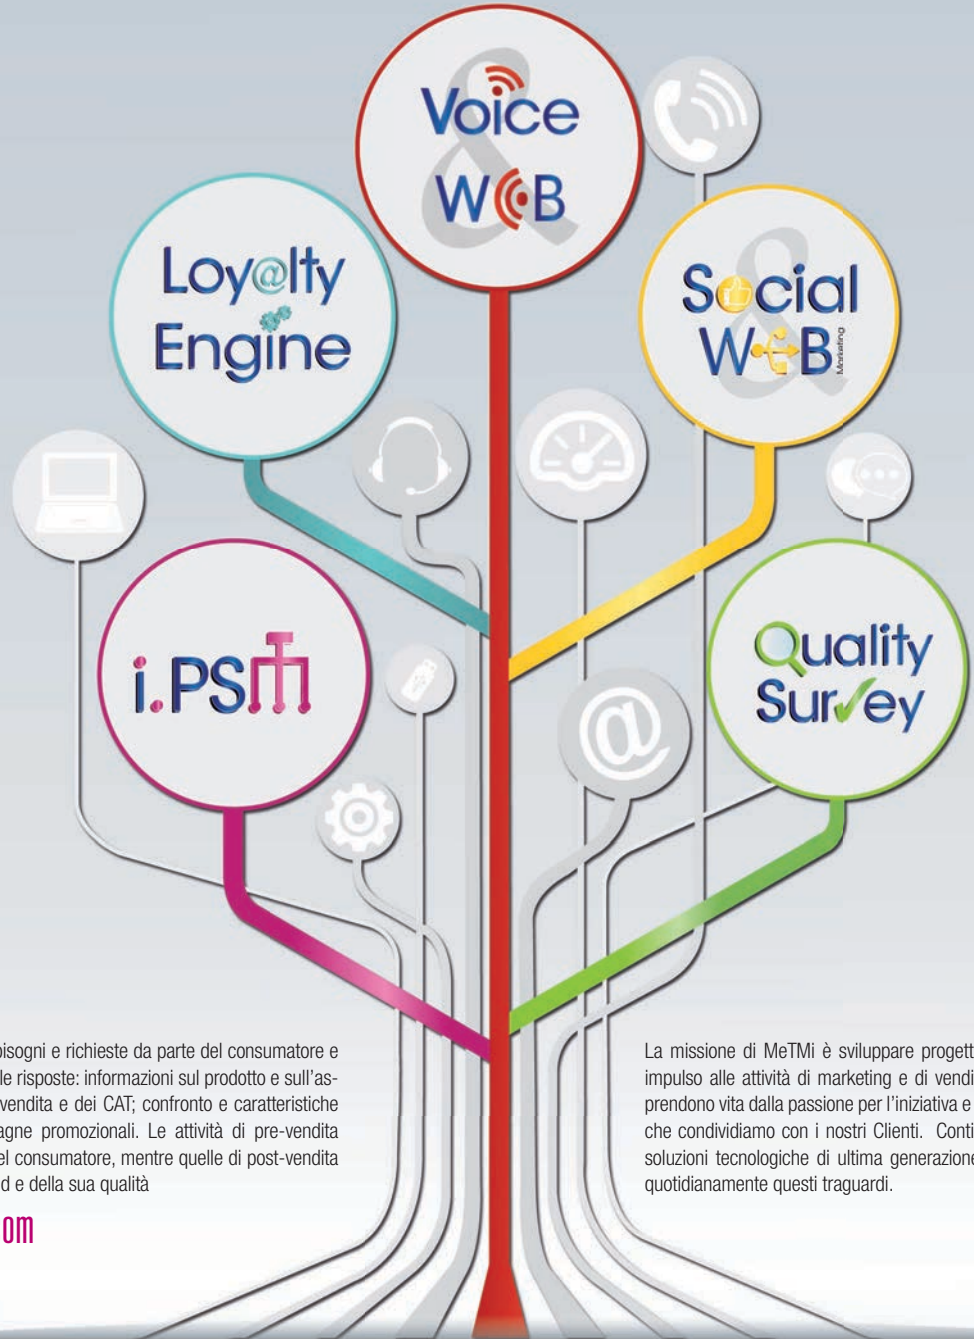 Voice
&
WEB
Loy@lty
Engine
Social
&
WEB
Marketing
i.PSM
Quality
Survey
@
bisogni e richieste da parte del consumatore e
le risposte: informazioni sul prodotto e sull'as-
vendita e dei CAT; confronto e caratteristiche
agne promozionali. Le attività di pre-vendita
el consumatore, mentre quelle di post-vendita
d e della sua qualità
om
La missione di MeTMi è sviluppare progett
impulso alle attività di marketing e di vendi
prendono vita dalla passione per l'iniziativa e
che condividiamo con i nostri Clienti. Conti
soluzioni tecnologiche di ultima generazione
quotidianamente questi traguardi.